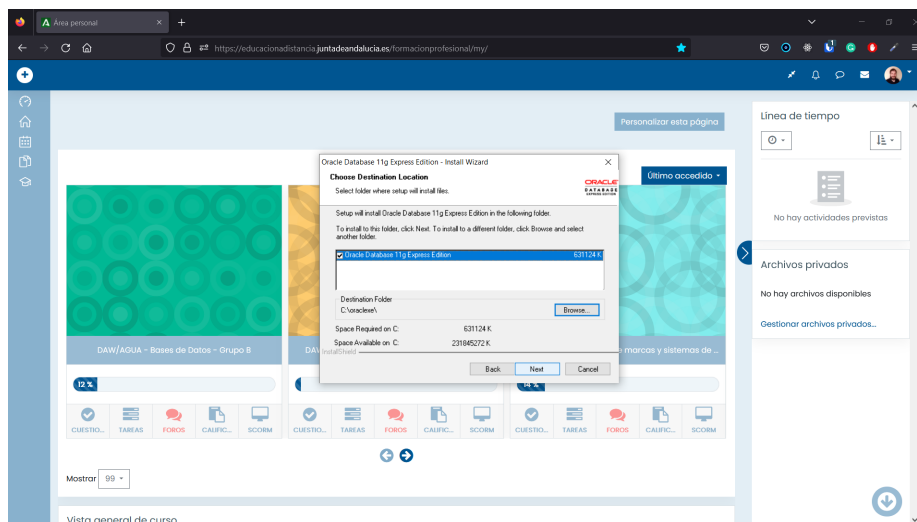 Área personal
https://educacionadistancia.juntadeandalucia.es/formacionprofesional/my/
Personalizar esta página
Último accedido
Oracle Database 11g Express Edition - Install Wizard
Choose Destination Location
Select folder where setup will install files.
ORACLE
DATABASE
EXPRESS EDITION
Setup will install Oracle Database 11g Express Edition in the following folder.
To install to this folder, click Next. To install to a different folder, click Browse and select
another folder.
Oracle Database 11g Express Edition 631124 K
Destination Folder
C:\oraclexe\
Browse...
Space Required on C: 631124 K
Space Available on C: 231845272 K
InstallShield
Back Next Cancel
DAW/AGUA - Bases de Datos - Grupo B
marcas y sistemas de ...
12 %
14 %
CUESTIO... TAREAS FOROS CALIFIC... SCORM
CUESTIO... TAREAS FOROS CALIFIC... SCORM
CUESTIO... TAREAS FOROS CALIFIC... SCORM
Mostrar 99
Vista general de curso
Línea de tiempo
No hay actividades previstas
Archivos privados
No hay archivos disponibles
Gestionar archivos privados...